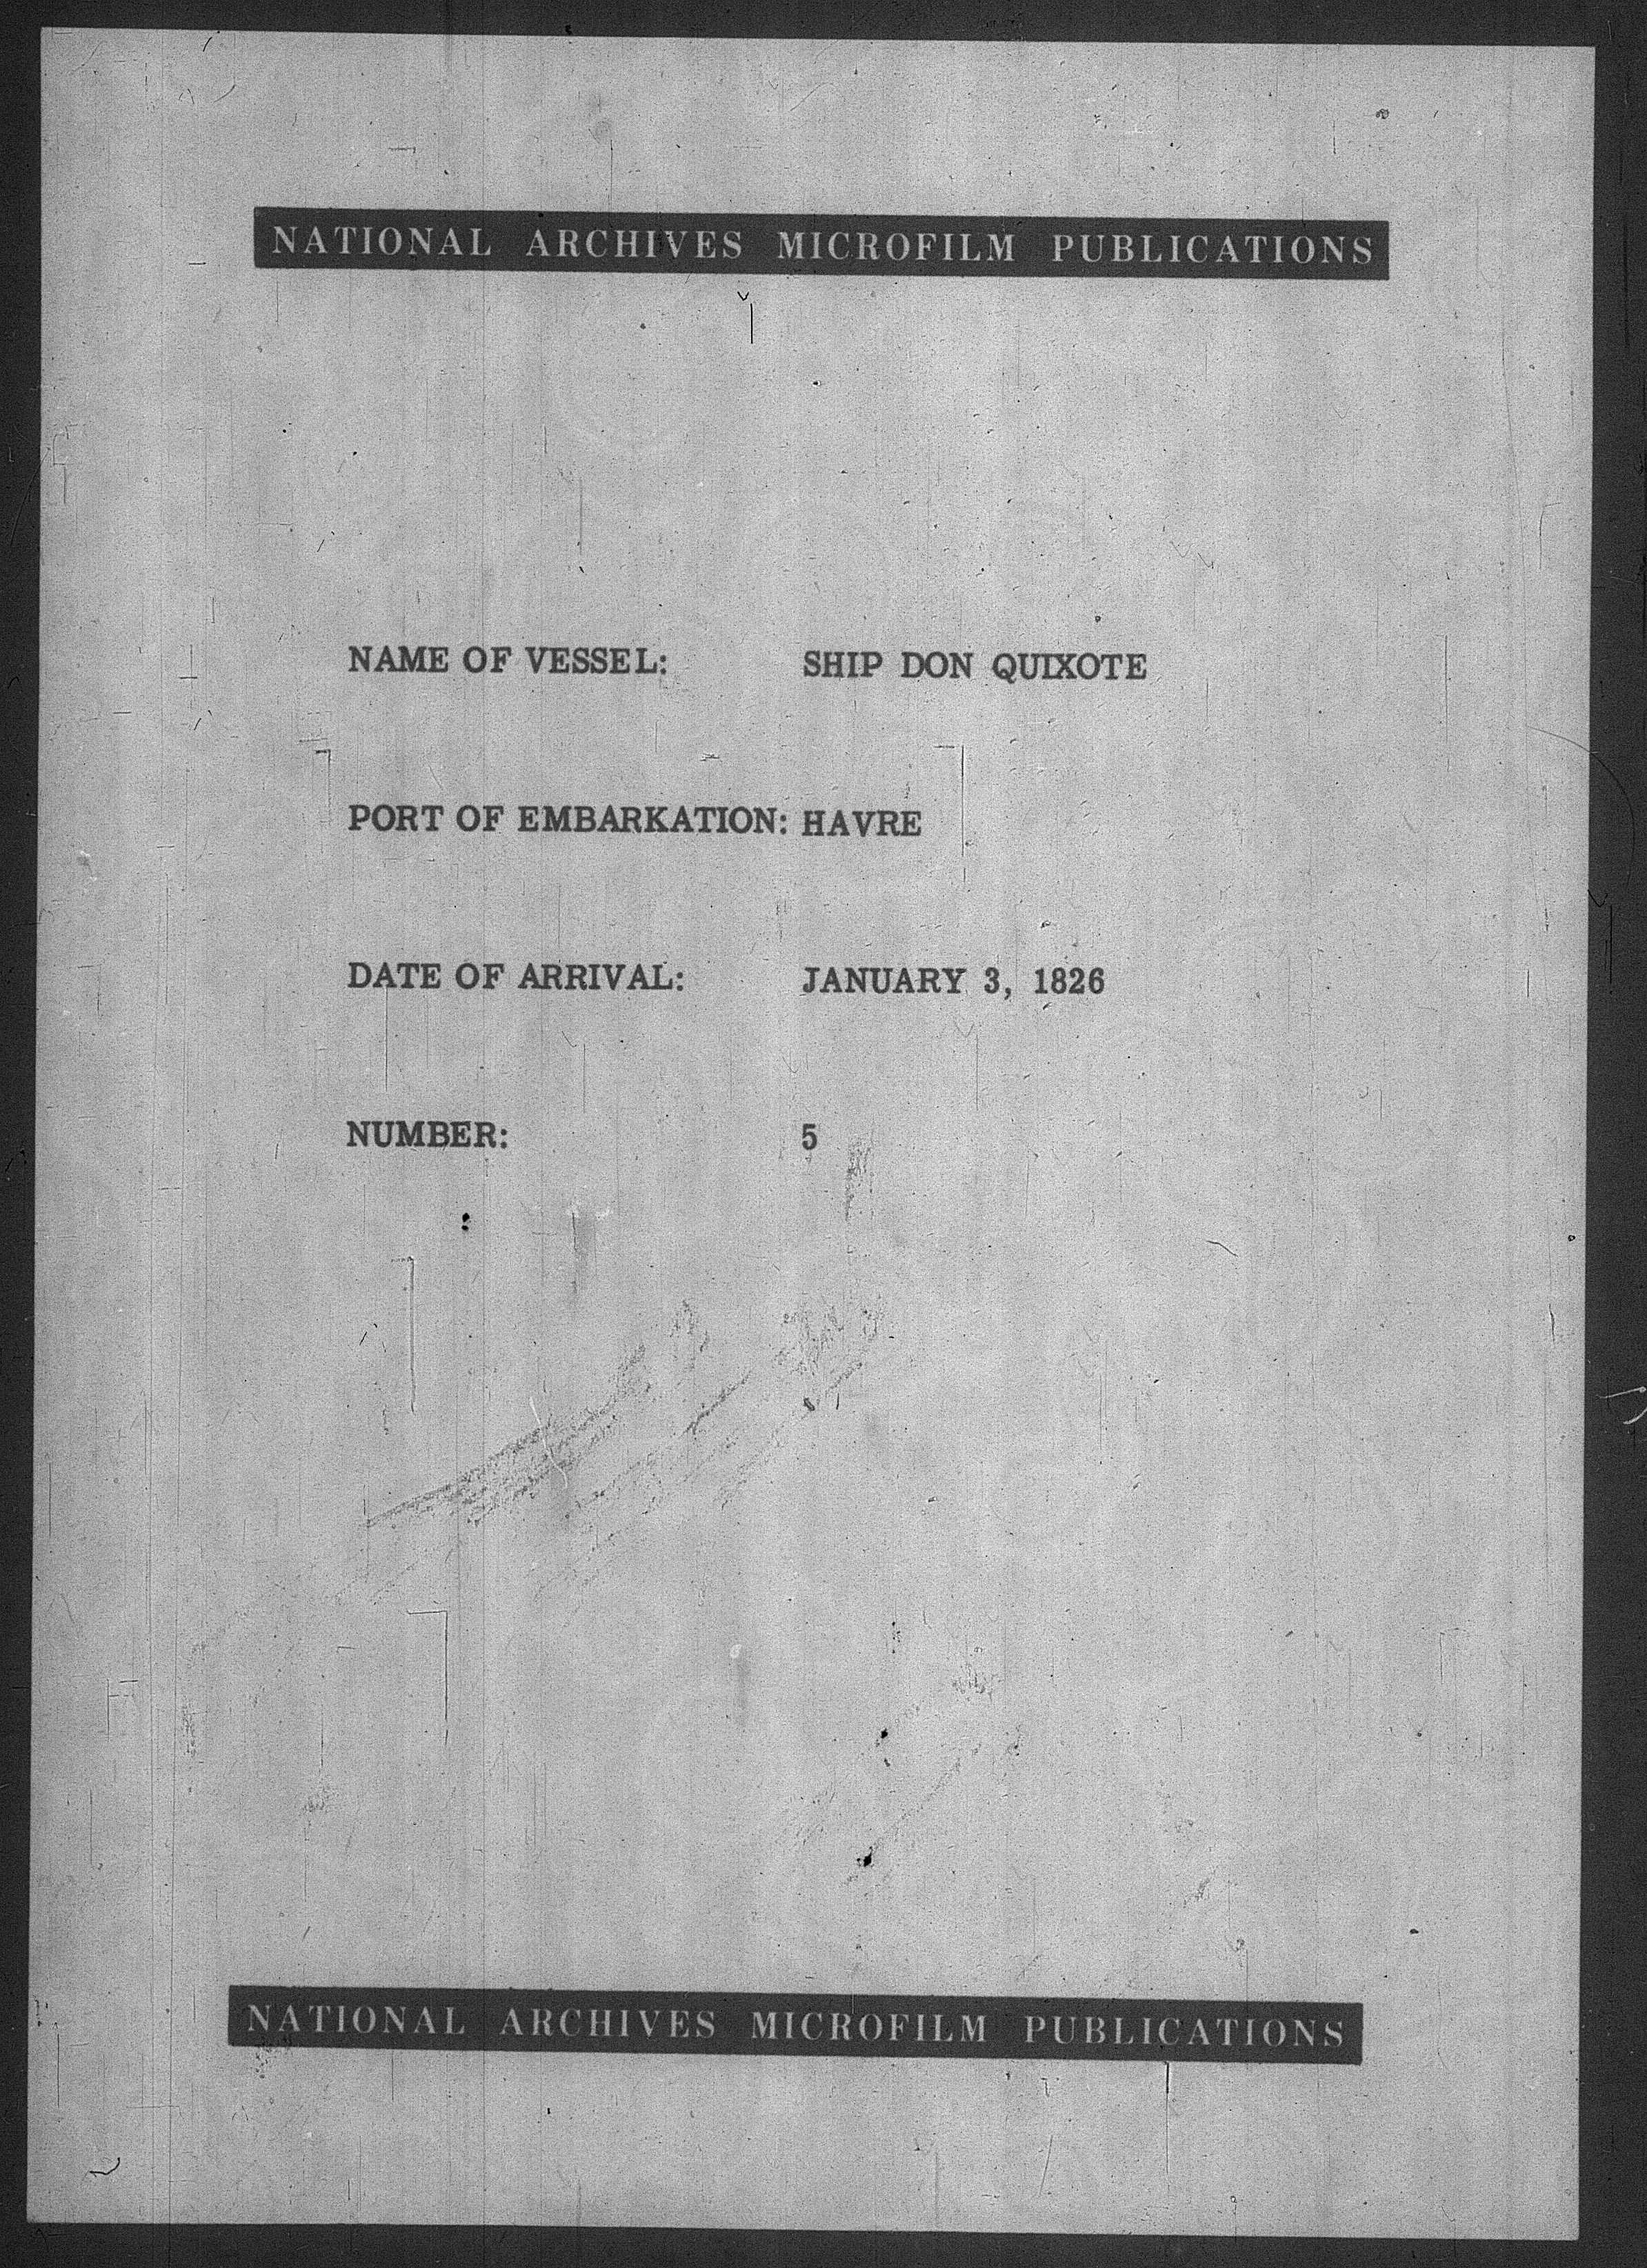 NATIONAL ARCHIVES MICROFILM PUBLICATIONS
NAME OF VESSEL: SHIP DON QUIXOTE
PORT OF EMBARKATION: HAVRE
DATE OF ARRIVAL: JANUARY 3, 1826
NUMBER: 5
NATIONAL ARCHIVES MICROFILM PUBLICATIONS